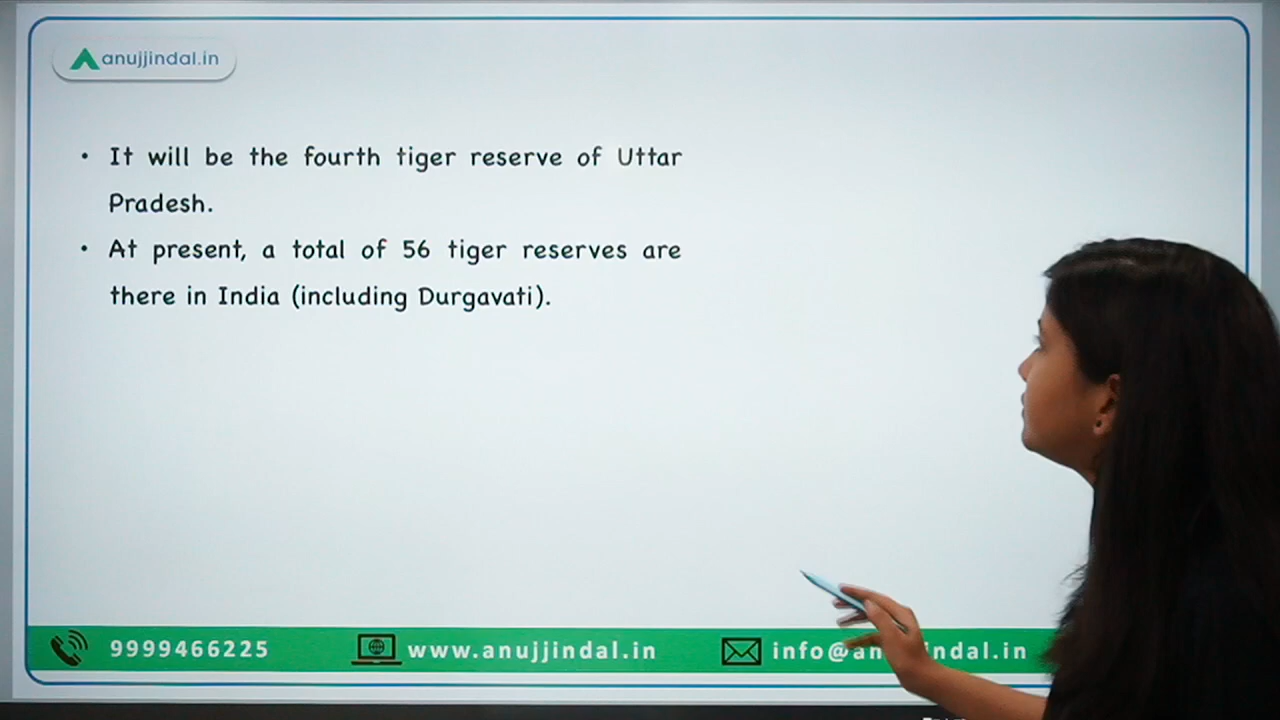 anujjindal.in
• It will be the fourth tiger reserve of Uttar
Pradesh.
• At present, a total of 56 tiger reserves are
there in India (including Durgavati).
9999466225 www.anujjindal.in